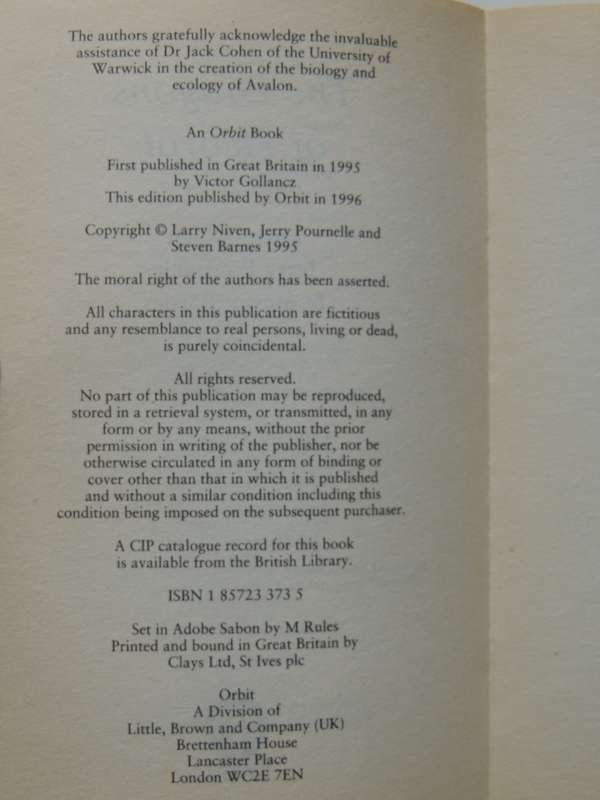 The authors gratefully acknowledge the invaluable
assistance of Dr Jack Cohen of the University of
Warwick in the creation of the biology and
ecology of Avalon.
An Orbit Book
First published in Great Britain in 1995
by Victor Gollancz
This edition published by Orbit in 1996
Copyright © Larry Niven, Jerry Pournelle and
Steven Barnes 1995
The moral right of the authors has been asserted.
All characters in this publication are fictitious
and any resemblance to real persons, living or dead,
is purely coincidental.
All rights reserved.
No part of this publication may be reproduced,
stored in a retrieval system, or transmitted, in any
form or by any means, without the prior
permission in writing of the publisher, nor be
otherwise circulated in any form of binding or
cover other than that in which it is published
and without a similar condition including this
condition being imposed on the subsequent purchaser.
A CIP catalogue record for this book
is available from the British Library.
ISBN 1 85723 373 5
Set in Adobe Sabon by M Rules
Printed and bound in Great Britain by
Clays Ltd, St Ives plc
Orbit
A Division of
Little, Brown and Company (UK)
Brettenham House
Lancaster Place
London WC2E 7EN